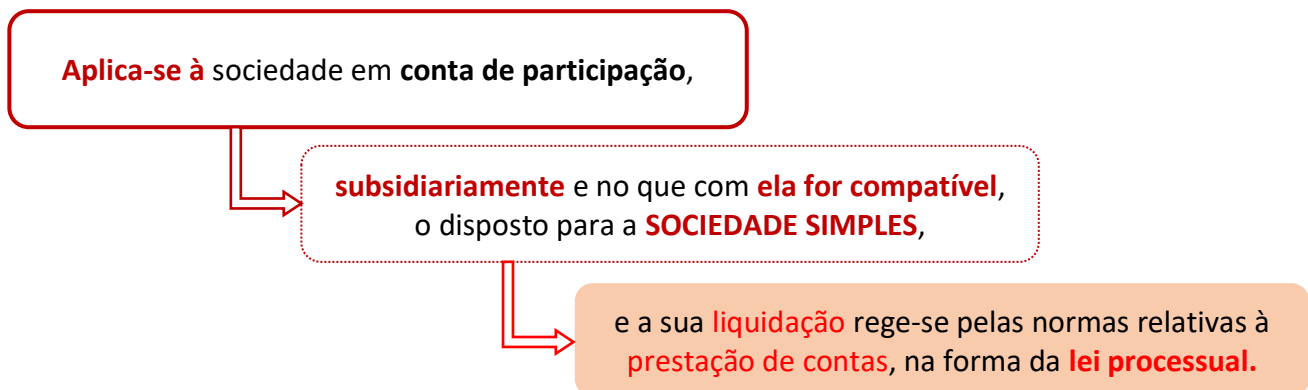 Aplica-se à sociedade em conta de participação,
subsidiariamente e no que com ela for compatível,
o disposto para a SOCIEDADE SIMPLES,
e a sua liquidação rege-se pelas normas relativas à
prestação de contas, na forma da lei processual.